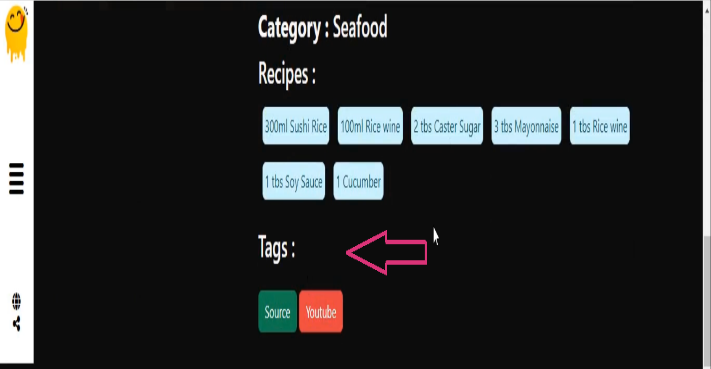 Category : Seafood
Recipes :
300ml Sushi Rice 100ml Rice wine 2 tbs Caster Sugar 3 tbs Mayonnaise 1 tbs Rice wine
1 tbs Soy Sauce 1 Cucumber
Tags :
Source Youtube